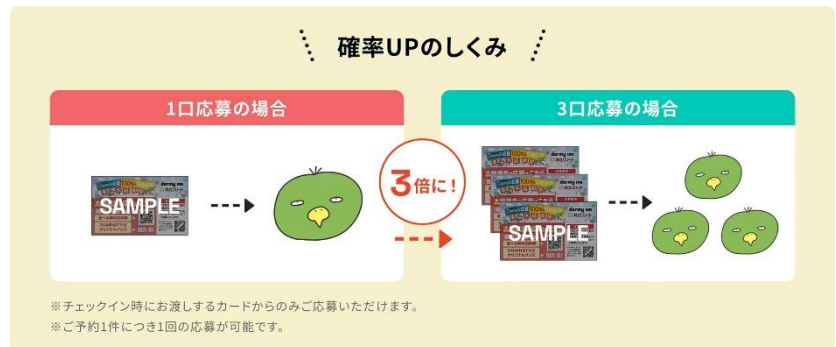 確率UPのしくみ
1口応募の場合
3口応募の場合
SAMPLE
3倍に!
dormy inn
SAMPLE
※チェックイン時にお渡しするカードからのみご応募いただけます。
※ご予約1件につき1回の応募が可能です。